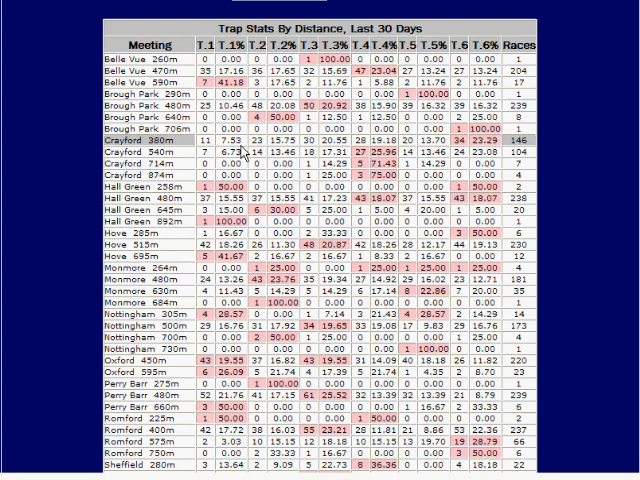 Trap Stats By Distance, Last 30 Days
Meeting T.1 T.1% T.2 T.2% T.3 T.3% T.4 T.4% T.5 T.5% T.6 T.6% Races
Belle Vue 260m 0 0.00 0 0.00 1 100.00 0 0.00 0 0.00 0 0.00 1
Belle Vue 470m 35 17.16 36 17.65 32 15.69 47 23.04 27 13.24 27 13.24 204
Belle Vue 590m 7 41.18 3 17.65 2 11.76 1 5.88 2 11.76 2 11.76 17
Brough Park 290m 0 0.00 0 0.00 0 0.00 0 0.00 1 100.00 0 0.00 1
Brough Park 480m 25 10.46 48 20.08 50 20.92 38 15.90 39 16.32 39 16.32 239
Brough Park 640m 0 0.00 4 50.00 1 12.50 1 12.50 0 0.00 2 25.00 8
Brough Park 706m 0 0.00 0 0.00 0 0.00 0 0.00 0 0.00 1 100.00 1
Crayford 380m 11 7.53 23 15.75 30 20.55 28 19.18 20 13.70 34 23.29 146
Crayford 540m 7 6.73 14 13.46 18 17.31 27 25.96 14 13.46 24 23.08 104
Crayford 714m 0 0.00 0 0.00 1 14.29 5 71.43 1 14.29 0 0.00 7
Crayford 874m 0 0.00 0 0.00 1 25.00 3 75.00 0 0.00 0 0.00 4
Hall Green 258m 1 50.00 0 0.00 0 0.00 0 0.00 0 0.00 1 50.00 2
Hall Green 480m 37 15.55 37 15.55 41 17.23 43 18.07 37 15.55 43 18.07 238
Hall Green 645m 3 15.00 6 30.00 5 25.00 1 5.00 4 20.00 1 5.00 20
Hall Green 892m 1 100.00 0 0.00 0 0.00 0 0.00 0 0.00 0 0.00 1
Hove 285m 1 16.67 0 0.00 2 33.33 0 0.00 0 0.00 3 50.00 6
Hove 515m 42 18.26 26 11.30 48 20.87 42 18.26 28 12.17 44 19.13 230
Hove 695m 5 41.67 2 16.67 2 16.67 1 8.33 2 16.67 0 0.00 12
Monmore 264m 0 0.00 1 25.00 0 0.00 1 25.00 1 25.00 1 25.00 4
Monmore 480m 24 13.26 43 23.76 35 19.34 27 14.92 29 16.02 23 12.71 181
Monmore 630m 4 11.43 5 14.29 5 14.29 6 17.14 8 22.86 7 20.00 35
Monmore 684m 0 0.00 1 100.00 0 0.00 0 0.00 0 0.00 0 0.00 1
Nottingham 305m 4 28.57 0 0.00 1 7.14 3 21.43 4 28.57 2 14.29 14
Nottingham 500m 29 16.76 31 17.92 34 19.65 33 19.08 17 9.83 29 16.76 173
Nottingham 700m 0 0.00 2 50.00 1 25.00 0 0.00 0 0.00 1 25.00 4
Nottingham 730m 0 0.00 0 0.00 0 0.00 0 0.00 1 100.00 0 0.00 1
Oxford 450m 43 19.55 37 16.82 43 19.55 31 14.09 40 18.18 26 11.82 220
Oxford 595m 6 26.09 5 21.74 4 17.39 5 21.74 1 4.35 2 8.70 23
Perry Barr 275m 0 0.00 1 100.00 0 0.00 0 0.00 0 0.00 0 0.00 1
Perry Barr 480m 52 21.76 41 17.15 61 25.52 32 13.39 32 13.39 21 8.79 239
Perry Barr 660m 3 50.00 0 0.00 0 0.00 0 0.00 1 16.67 2 33.33 6
Romford 225m 1 50.00 0 0.00 0 0.00 1 50.00 0 0.00 0 0.00 2
Romford 400m 42 17.72 38 16.03 55 23.21 28 11.81 21 8.86 53 22.36 237
Romford 575m 2 3.03 10 15.15 12 18.18 10 15.15 13 19.70 19 28.79 66
Romford 750m 0 0.00 2 33.33 1 16.67 0 0.00 0 0.00 3 50.00 6
Sheffield 280m 3 13.64 2 9.09 5 22.73 8 36.36 0 0.00 4 18.18 22